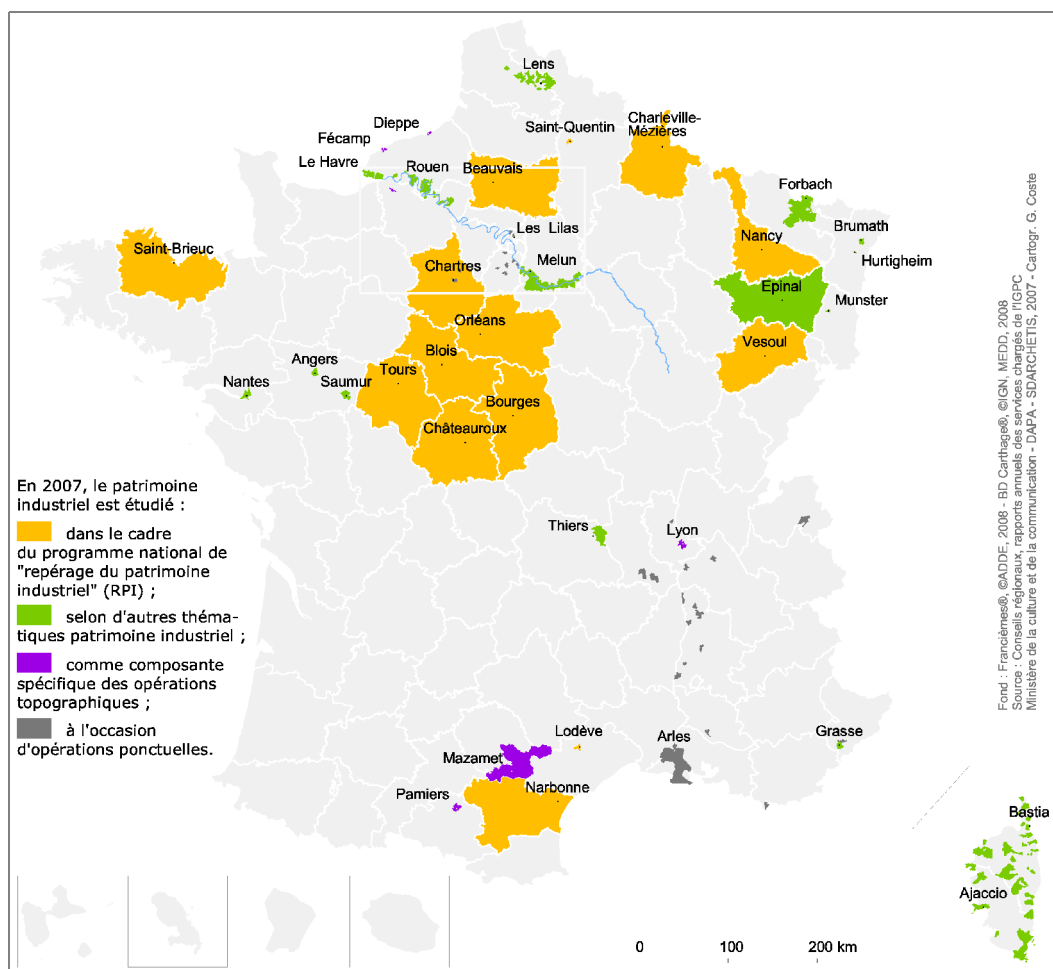 Lens
Dieppe
Saint-Quentin
Charleville-
Mézières
Fécamp
Le Havre
Rouen
Beauvais
Forbach
Brumath
Les Lilas
Nancy
Saint-Brieuc
Hurtigheim
Melun
Chartres
Epinal
Munster
Orléans
Vesoul
Blois
Angers
Tours
Nantes
Saumur
Bourges
Châteauroux
En 2007, le patrimoine
industriel est étudié :
dans le cadre
du programme national de
"repérage du patrimoine
industriel" (RPI) ;
selon d'autres théma-
tiques patrimoine industriel ;
comme composante
spécifique des opérations
topographiques ;
à l'occasion
d'opérations ponctuelles.
Thiers
Lyon
Lodève
Arles
Grasse
Mazamet
Narbonne
Pamiers
Bastia
Ajaccio
0 100 200 km
Fond : Francièmes®, ©ADDE, 2008 - BD Carthage®, ©IGN, MEDD, 2008
Source : Conseils régionaux, rapports annuels des services chargés de l'IGPC
Ministère de la culture et de la communication - DAPA - SDARCHETIS, 2007 - Cartogr. G. Coste